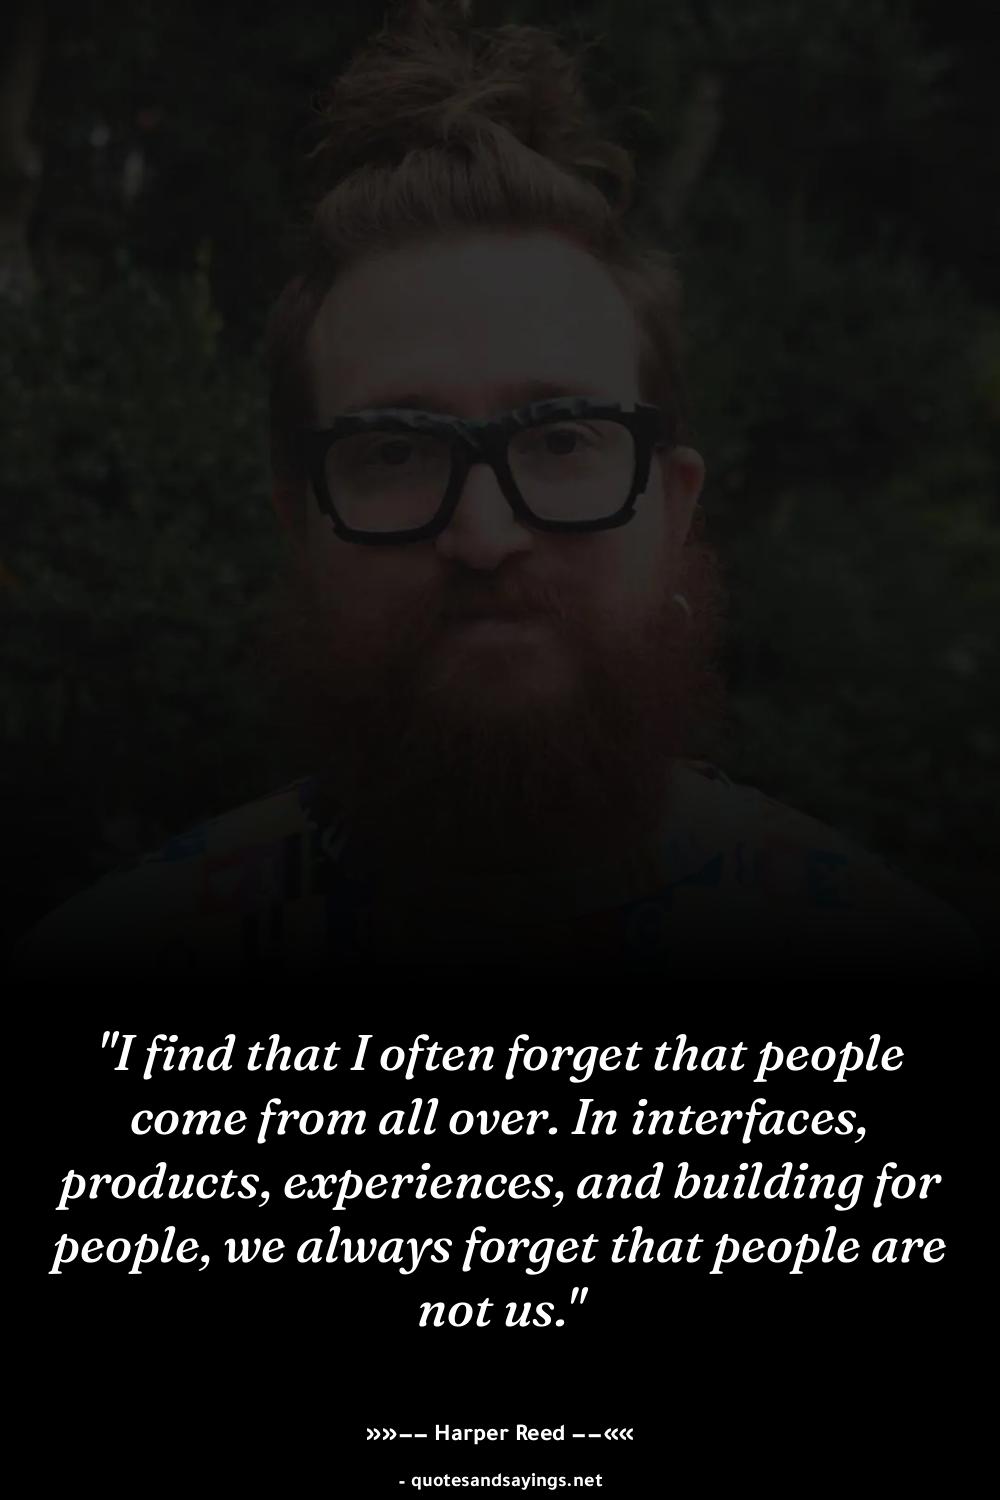 "I find that I often forget that people
come from all over. In interfaces,
products, experiences, and building for
people, we always forget that people are
not us."
»»–– Harper Reed ––««
- quotesandsayings.net